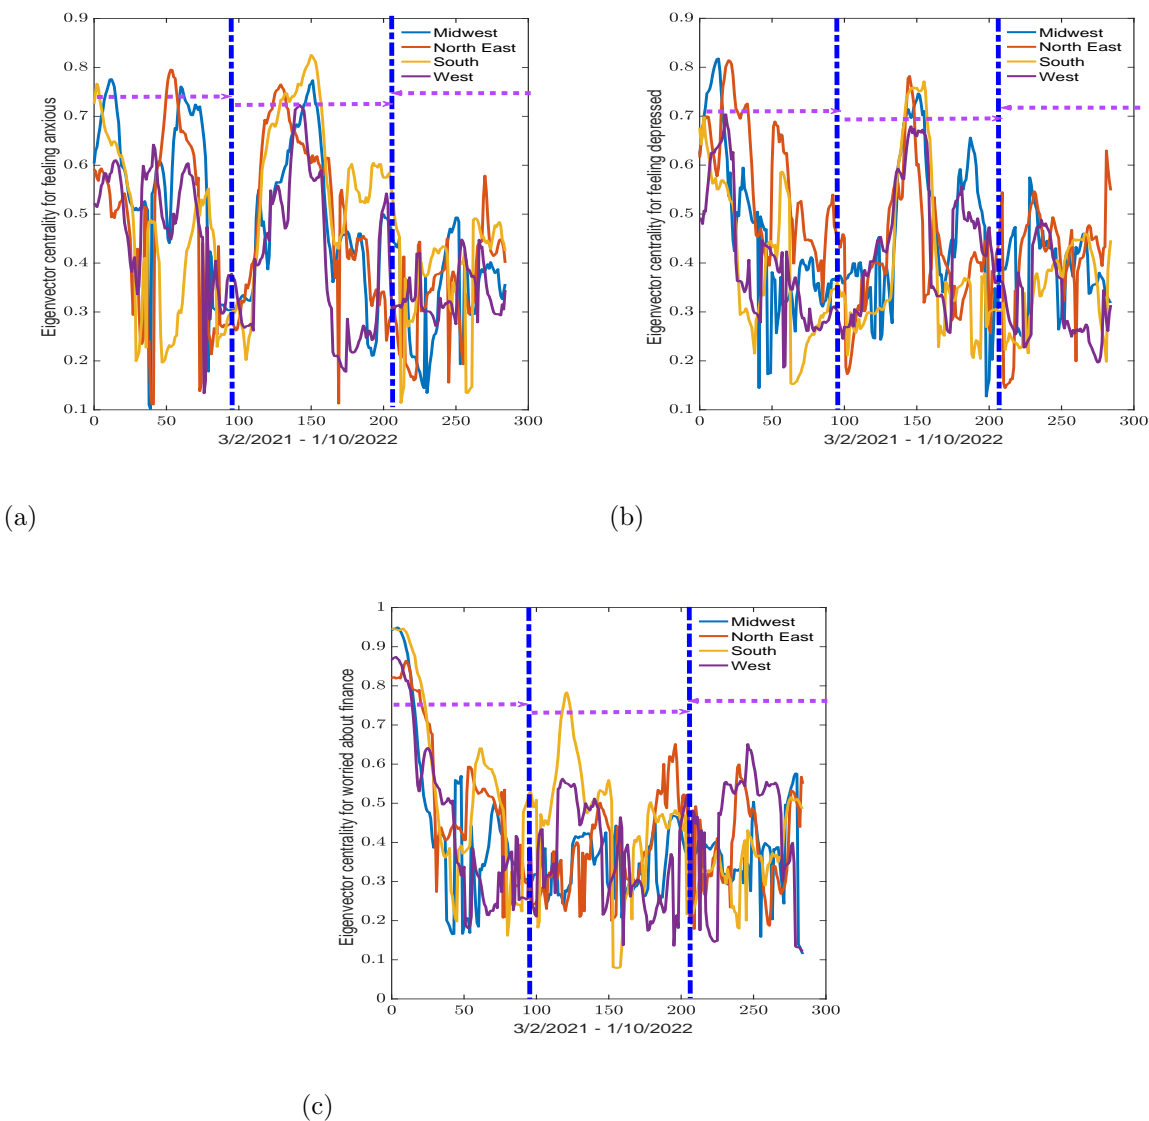 Eigenvector centrality for feeling anxious
0.9
0.8
0.7
0.6
0.5
0.4
0.3
0.2
0.1
0 50 100 150 200 250 300
3/2/2021 - 1/10/2022
Midwest
North East
South
West
(a)
Eigenvector centrality for feeling depressed
0.9
0.8
0.7
0.6
0.5
0.4
0.3
0.2
0.1
0 50 100 150 200 250 300
3/2/2021 - 1/10/2022
Midwest
North East
South
West
(b)
Eigenvector centrality for worried about finance
1
0.9
0.8
0.7
0.6
0.5
0.4
0.3
0.2
0.1
0
0 50 100 150 200 250 300
3/2/2021 - 1/10/2022
Midwest
North East
South
West
(c)